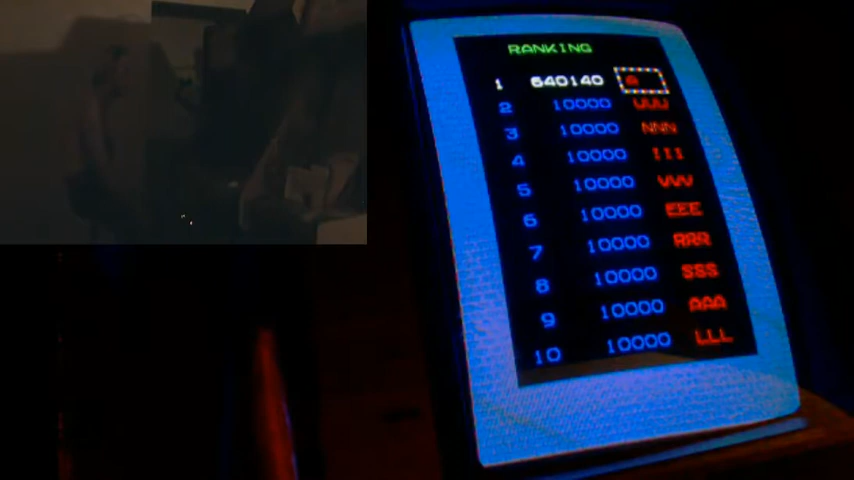 RANKING
1 640140 A
2 10000 UUU
3 10000 NNN
4 10000 III
5 10000 VVV
6 10000 EEE
7 10000 RRR
8 10000 SSS
9 10000 AAA
10 10000 LLL